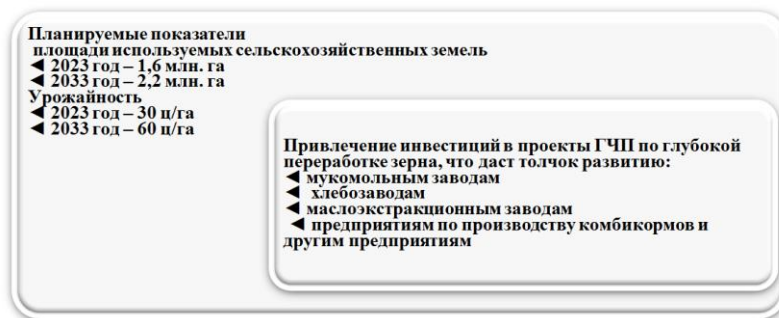 Планируемые показатели
площади используемых сельскохозяйственных земель
◄ 2023 год – 1,6 млн. га
◄ 2033 год – 2,2 млн. га
Урожайность
◄ 2023 год – 30 ц/га
◄ 2033 год – 60 ц/га
Привлечение инвестиций в проекты ГЧП по глубокой
переработке зерна, что даст толчок развитию:
◄ мукомольным заводам
◄ хлебозаводам
◄ маслоэкстракционным заводам
◄ предприятиям по производству комбикормов и
другим предприятиям